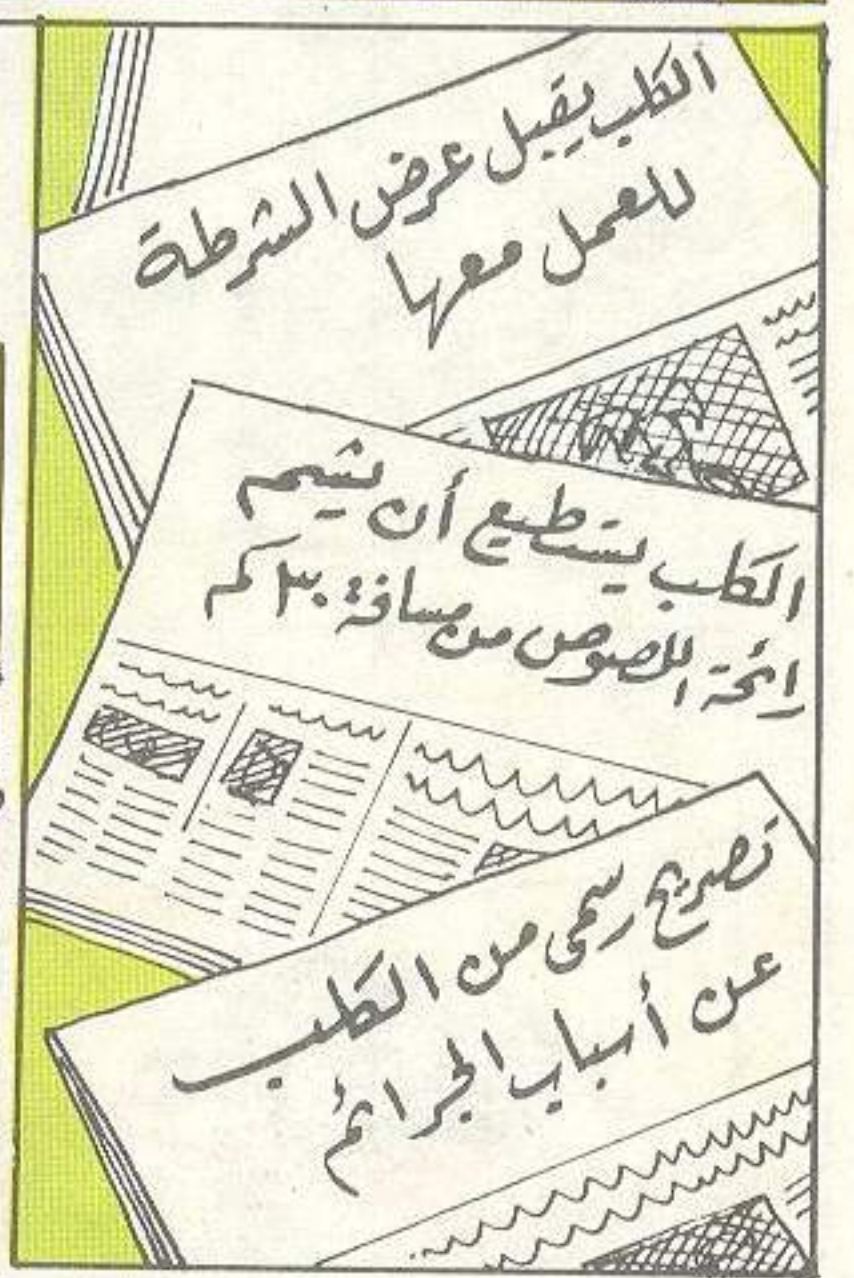 الكلب يقبل عرض الشرطة
للعمل معها
الكلب يستطيع أن يشم
رائحة اللصوص من مسافة ٣٠ كم
تصريح رسمى من الكلب
عن أسباب الجرائم